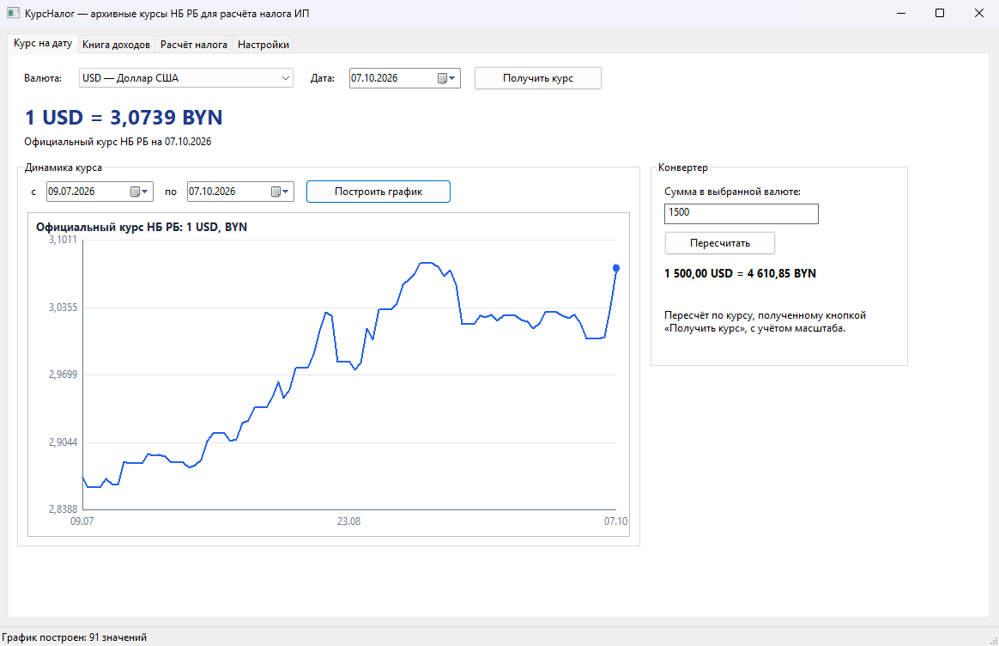 КурсНалог — архивные курсы НБ РБ для расчёта налога ИП
Курс на дату Книга доходов Расчёт налога Настройки
Валюта: USD — Доллар США Дата: 07.10.2026 Получить курс
1 USD = 3,0739 BYN
Официальный курс НБ РБ на 07.10.2026
Динамика курса
с 09.07.2026 по 07.10.2026 Построить график
Официальный курс НБ РБ: 1 USD, BYN
3,1011
3,0355
2,9699
2,9044
2,8388
09.07 23.08 07.10
Конвертер
Сумма в выбранной валюте:
1500
Пересчитать
1 500,00 USD = 4 610,85 BYN
Пересчёт по курсу, полученному кнопкой
«Получить курс», с учётом масштаба.
График построен: 91 значений